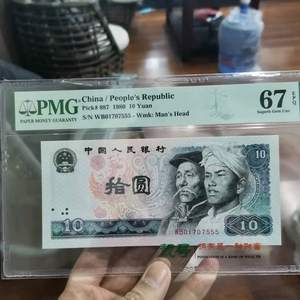 PMG
PAPER MONEY GUARANTY
China / People's Republic
Pick# 887 1980 10 Yuan
S/N WB01707555 - Wmk: Man's Head
67 EPQ
Superb Gem Unc
中国人民银行
10
拾圆
10
10
WB01707555